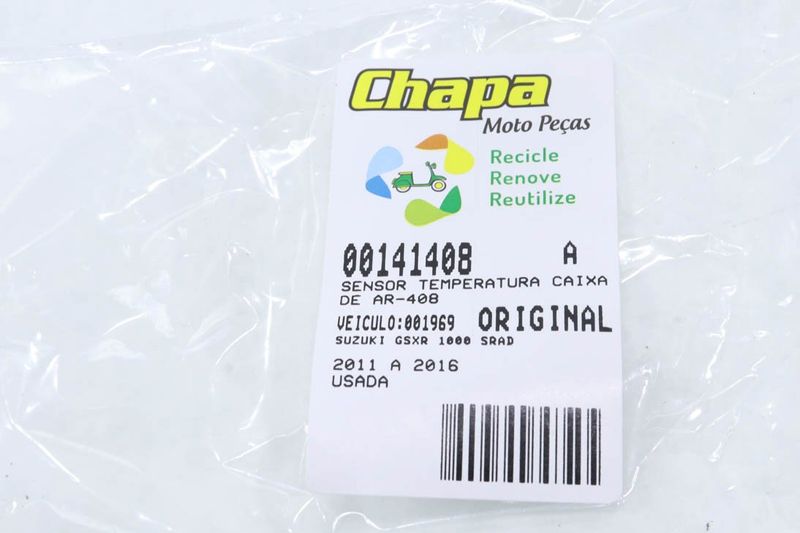 Chapa
Moto Peças
Recicle
Renove
Reutilize
00141408 A
SENSOR TEMPERATURA CAIXA
DE AR-408
VEICULO:001969 ORIGINAL
SUZUKI GSXR 1000 SRAD
2011 A 2016
USADA